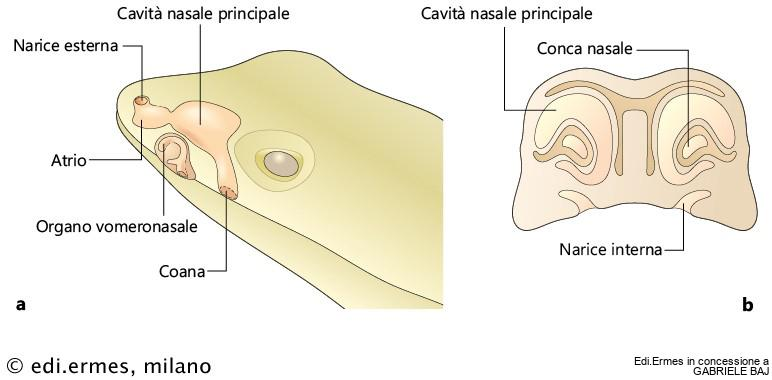 Cavità nasale principale
Narice esterna
Atrio
Organo vomeronasale
Coana
a
Cavità nasale principale
Conca nasale
Narice interna
b
© edi.ermes, milano
Edi.Ermes in concessione a
GABRIELE BAJ